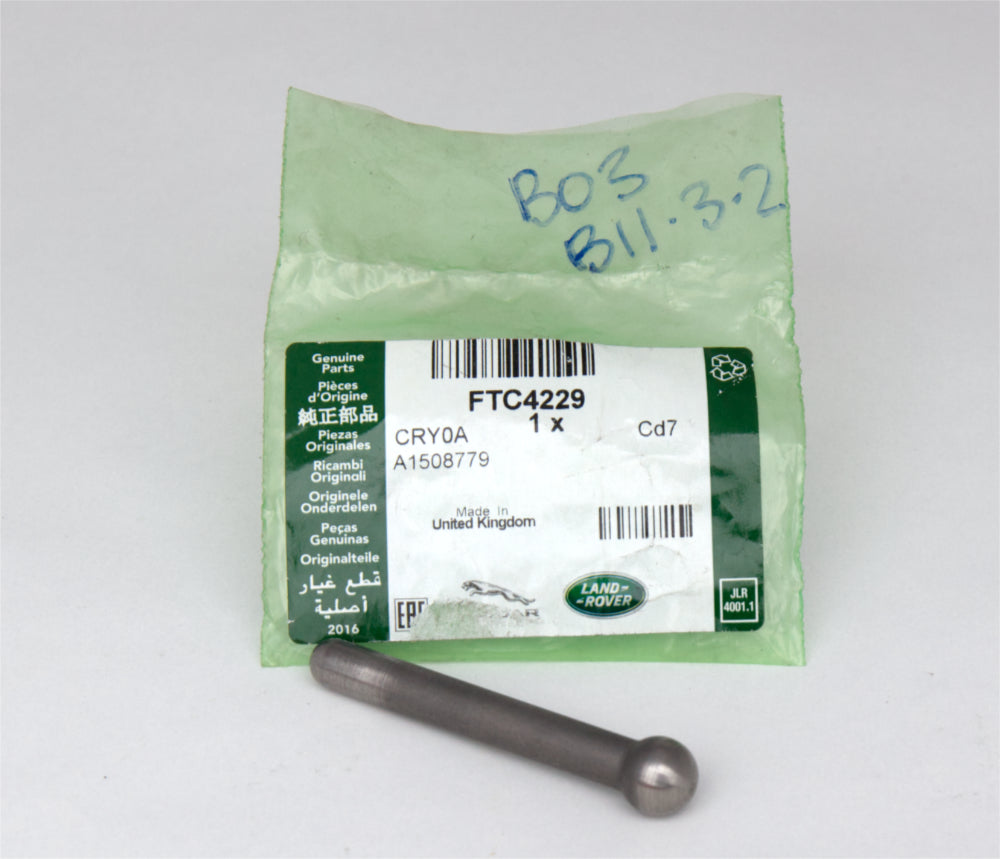 B03
B11.3.2
Genuine
Parts
Pièces
d'Origine
純正部品
Piezas
Originales
Ricambi
Originali
Originele
Onderdelen
Peças
Genuinas
Originalteile
قطع غيار
أصلية
2016
FTC4229
1 x
CRY0A
Cd7
A1508779
Made In
United Kingdom
LAND
ROVER
JLR
4001.1